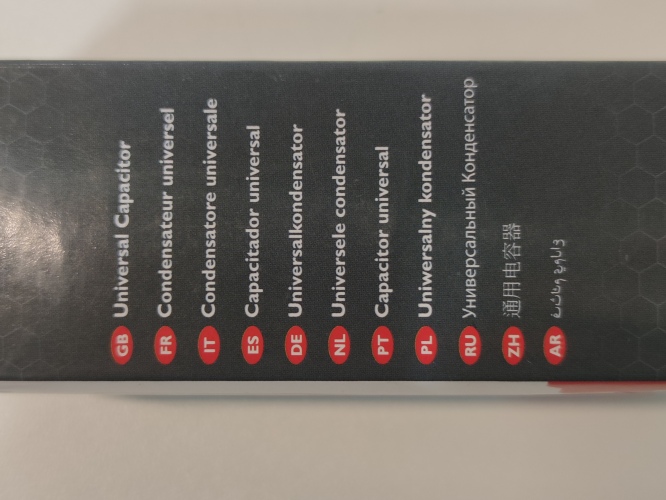 GB Universal Capacitor
FR Condensateur universel
IT Condensatore universale
ES Capacitador universal
DE Universalkondensator
NL Universele condensator
PT Capacitor universal
PL Uniwersalny kondensator
RU Универсальный Конденсатор
ZH 通用电容器
AR